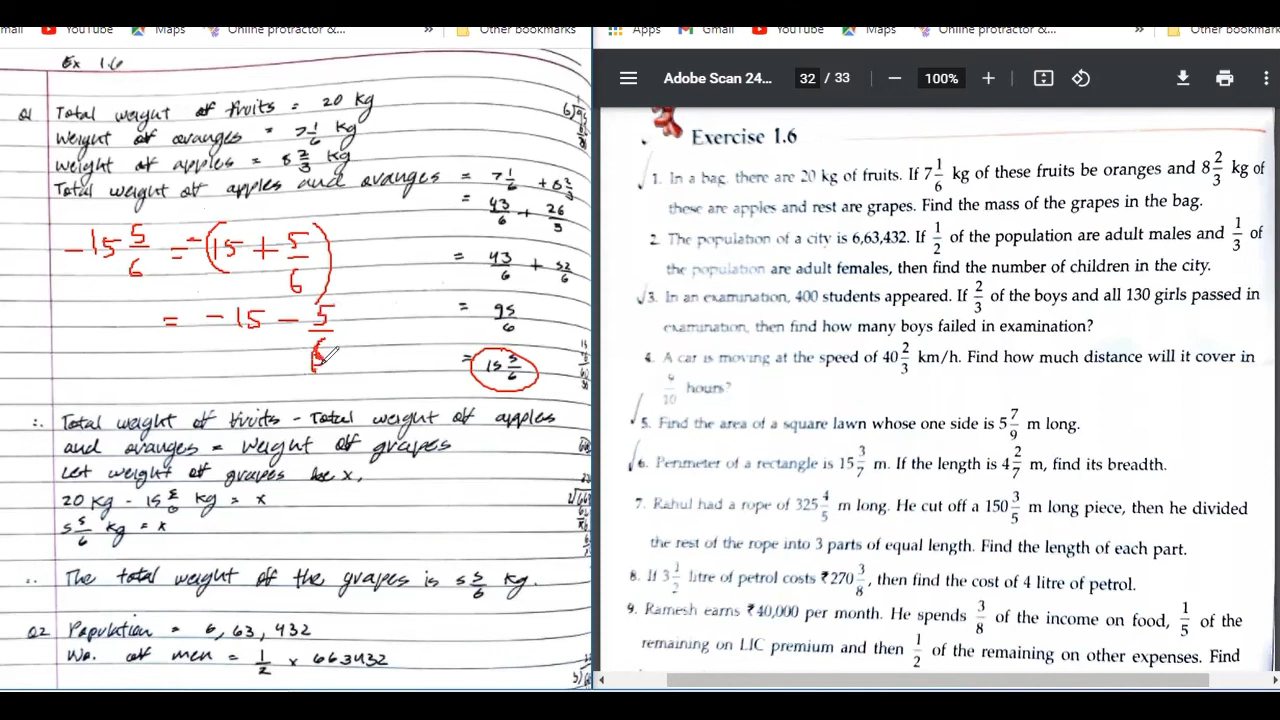 Gmail YouTube Maps Online protractor &... » Other bookmarks
Ex 1.6
Q1 Total weight of fruits = 20 kg
Weight of oranges = 7 1/6 kg
Weight of apples = 8 2/3 kg
Total weight of apples and oranges = 7 1/6 + 8 2/3
= 43/6 + 26/3
= 43/6 + 52/6
= 95/6
= 15 5/6
-15 5/6 = -(15 + 5/6)
= -15 - 5/6
∴ Total weight of fruits - Total weight of apples
and oranges = Weight of grapes
Let weight of grapes be x,
20 kg - 15 5/6 kg = x
5 5/6 kg = x
∴ The total weight of the grapes is 5 5/6 kg.
Q2 Population = 6, 63, 432
No. of men = 1/2 × 663432
Apps Gmail YouTube Maps » Other bookmarks
Adobe Scan 24... 32 / 33 — 100% +
Exercise 1.6
1. In a bag, there are 20 kg of fruits. If 7 1/6 kg of these fruits be oranges and 8 2/3 kg of
these are apples and rest are grapes. Find the mass of the grapes in the bag.
2. The population of a city is 6,63,432. If 1/2 of the population are adult males and 1/3 of
the population are adult females, then find the number of children in the city.
3. In an examination, 400 students appeared. If 2/3 of the boys and all 130 girls passed in
examination, then find how many boys failed in examination?
4. A car is moving at the speed of 40 2/3 km/h. Find how much distance will it cover in
9/10 hours?
5. Find the area of a square lawn whose one side is 5 7/9 m long.
6. Perimeter of a rectangle is 15 3/7 m. If the length is 4 2/7 m, find its breadth.
7. Rahul had a rope of 325 4/5 m long. He cut off a 150 3/5 m long piece, then he divided
the rest of the rope into 3 parts of equal length. Find the length of each part.
8. If 3 1/2 litre of petrol costs ₹270 3/8, then find the cost of 4 litre of petrol.
9. Ramesh earns ₹40,000 per month. He spends 3/8 of the income on food, 1/5 of the
remaining on LIC premium and then 1/2 of the remaining on other expenses. Find